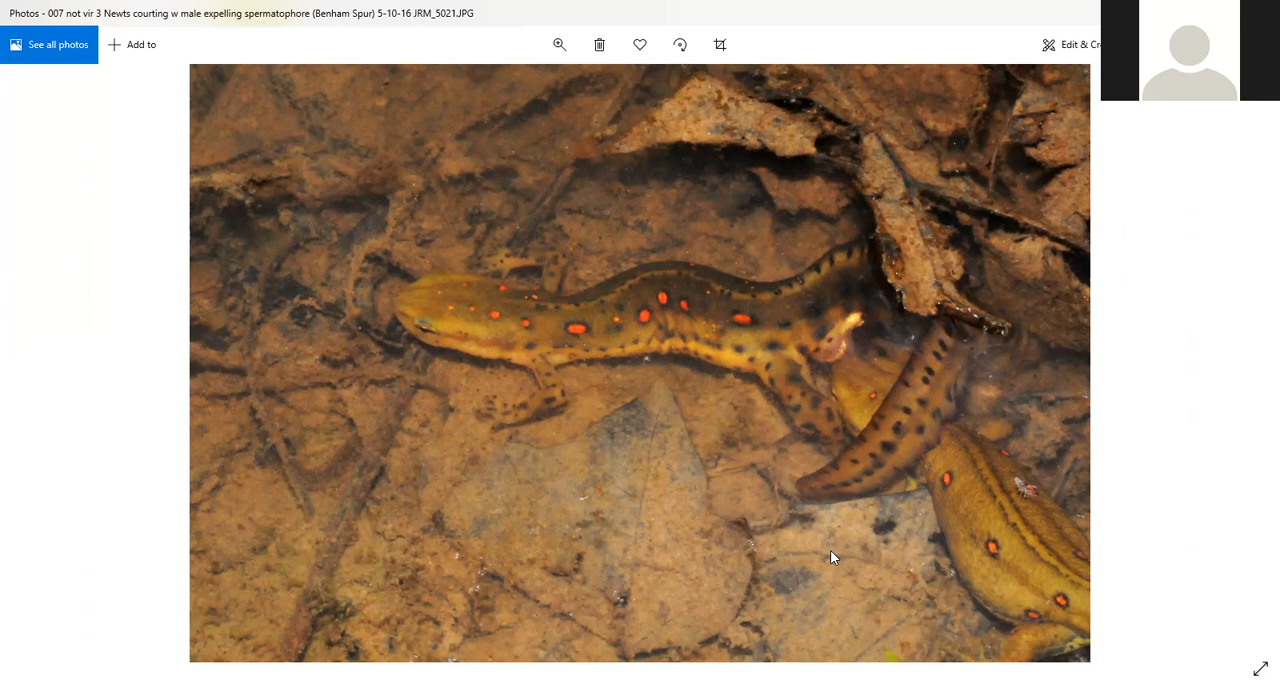 Photos - 007 not vir 3 Newts courting w male expelling spermatophore (Benham Spur) 5-10-16 JRM_5021.JPG
See all photos
Add to
Edit &